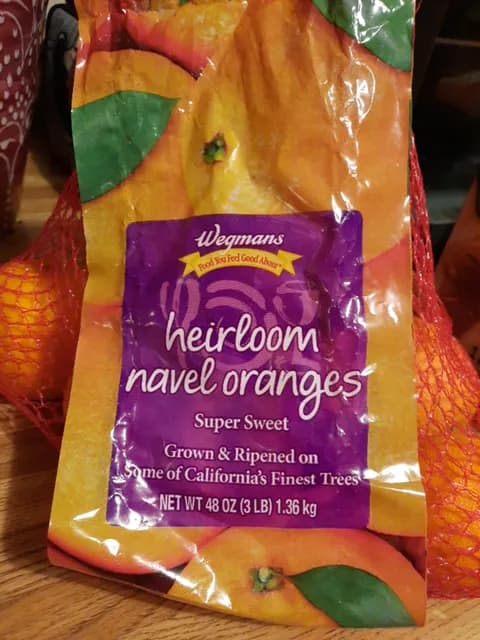 Wegmans
Food You Feel Good About
heirloom
navel oranges
Super Sweet
Grown & Ripened on
Some of California's Finest Trees
NET WT 48 OZ (3 LB) 1.36 kg